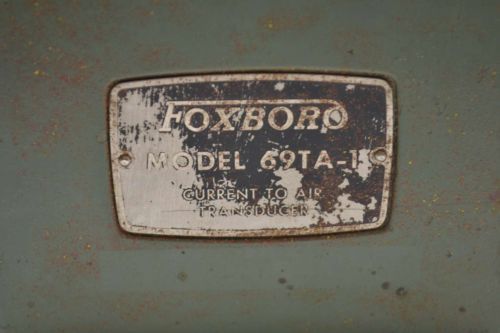 FOXBORO
MODEL 69TA-1
CURRENT TO AIR
TRANSDUCER